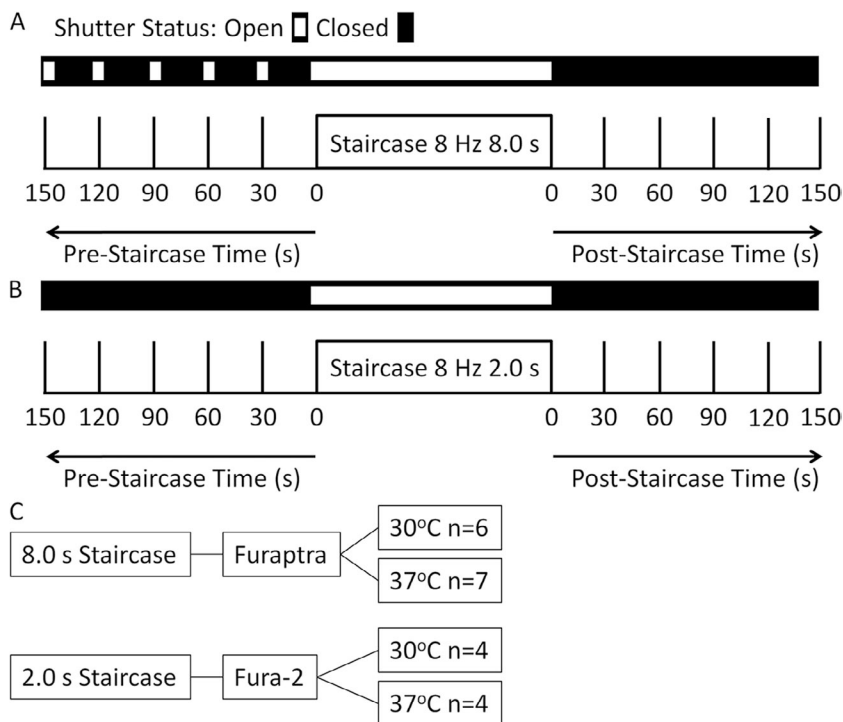 A
Shutter Status: Open Closed
Staircase 8 Hz 8.0 s
150 120 90 60 30 0 0 30 60 90 120 150
Pre-Staircase Time (s) Post-Staircase Time (s)
B
Staircase 8 Hz 2.0 s
150 120 90 60 30 0 0 30 60 90 120 150
Pre-Staircase Time (s) Post-Staircase Time (s)
C
30°C n=6
8.0 s Staircase Furaptra
37°C n=7
30°C n=4
2.0 s Staircase Fura-2
37°C n=4